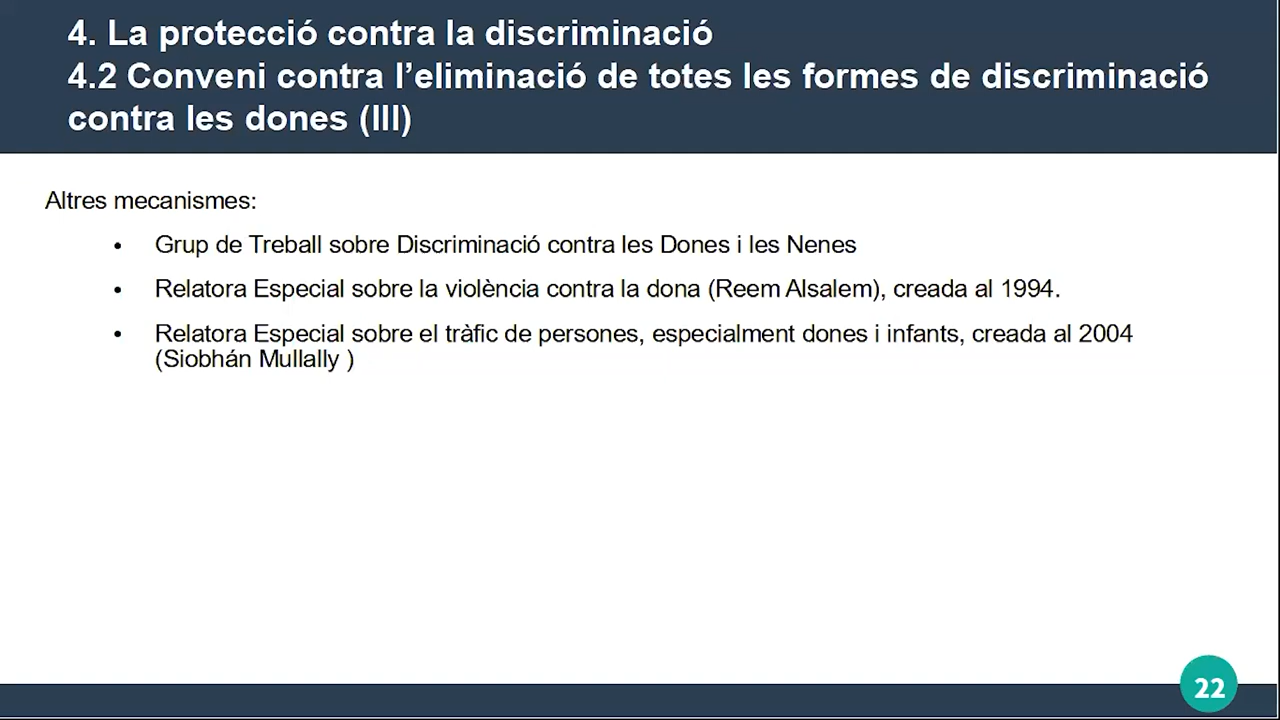 4. La protecció contra la discriminació
4.2 Conveni contra l’eliminació de totes les formes de discriminació
contra les dones (III)
Altres mecanismes:
• Grup de Treball sobre Discriminació contra les Dones i les Nenes
• Relatora Especial sobre la violència contra la dona (Reem Alsalem), creada al 1994.
• Relatora Especial sobre el tràfic de persones, especialment dones i infants, creada al 2004
(Siobhán Mullally )
22